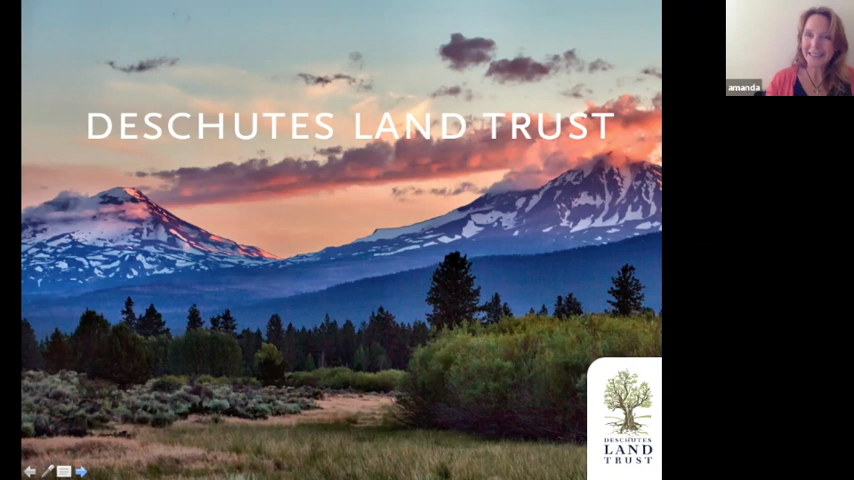 DESCHUTES LAND TRUST
amanda
DESCHUTES
LAND
TRUST